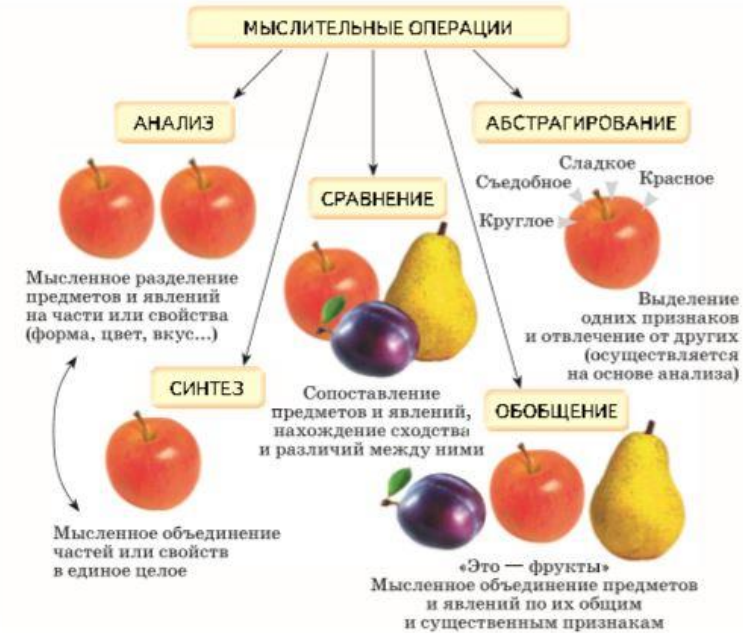 МЫСЛИТЕЛЬНЫЕ ОПЕРАЦИИ
АНАЛИЗ
Мысленное разделение
предметов и явлений
на части или свойства
(форма, цвет, вкус...)
СИНТЕЗ
Мысленное объединение
частей или свойств
в единое целое
СРАВНЕНИЕ
Сопоставление
предметов и явлений,
нахождение сходства
и различий между ними
АБСТРАГИРОВАНИЕ
Сладкое
Съедобное
Красное
Круглое
Выделение
одних признаков
и отвлечение от других
(осуществляется
на основе анализа)
ОБОБЩЕНИЕ
«Это — фрукты»
Мысленное объединение предметов
и явлений по их общим
и существенным признакам